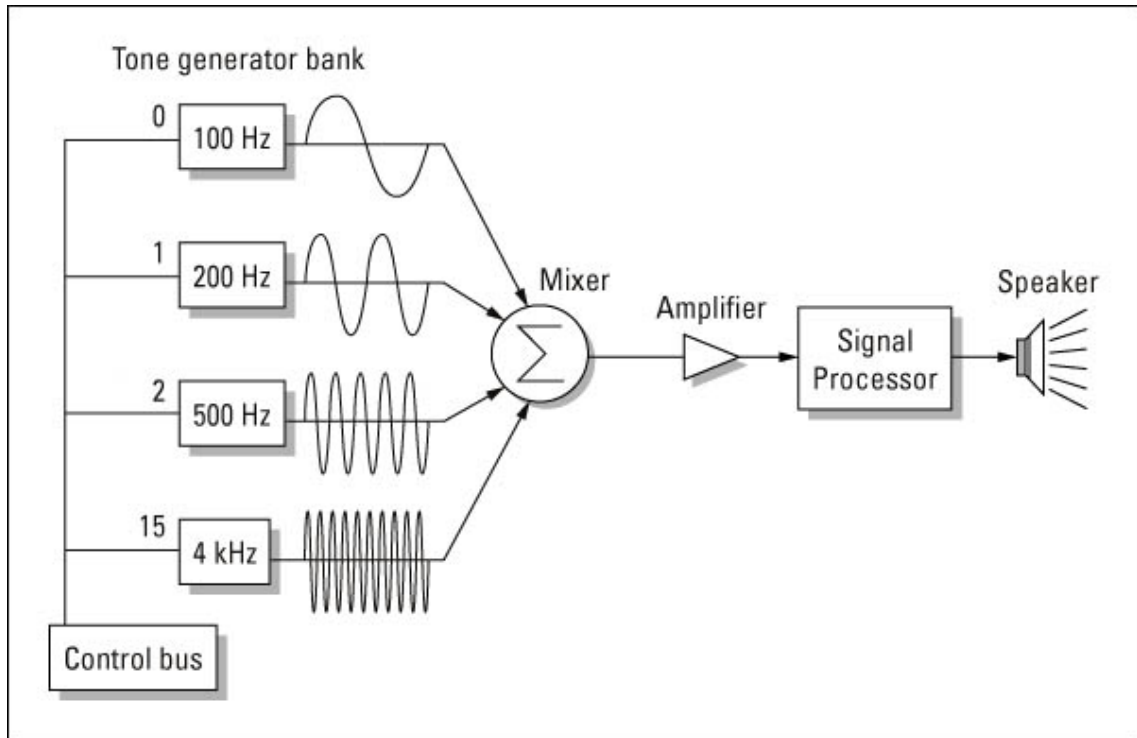 Tone generator bank
0
100 Hz
1
200 Hz
2
500 Hz
15
4 kHz
Control bus
Mixer
Σ
Amplifier
Signal
Processor
Speaker